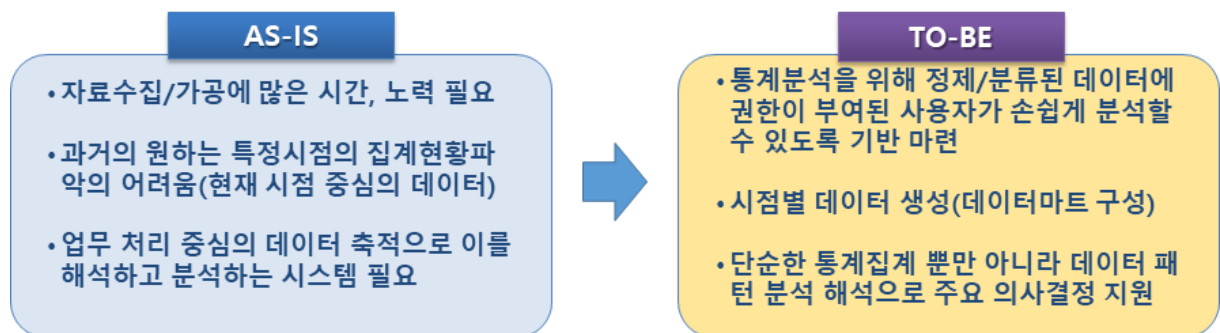 AS-IS
• 자료수집/가공에 많은 시간, 노력 필요
• 과거의 원하는 특정시점의 집계현황파
악의 어려움(현재 시점 중심의 데이터)
• 업무 처리 중심의 데이터 축적으로 이를
해석하고 분석하는 시스템 필요
TO-BE
• 통계분석을 위해 정제/분류된 데이터에
권한이 부여된 사용자가 손쉽게 분석할
수 있도록 기반 마련
• 시점별 데이터 생성(데이터마트 구성)
• 단순한 통계집계 뿐만 아니라 데이터 패
턴 분석 해석으로 주요 의사결정 지원